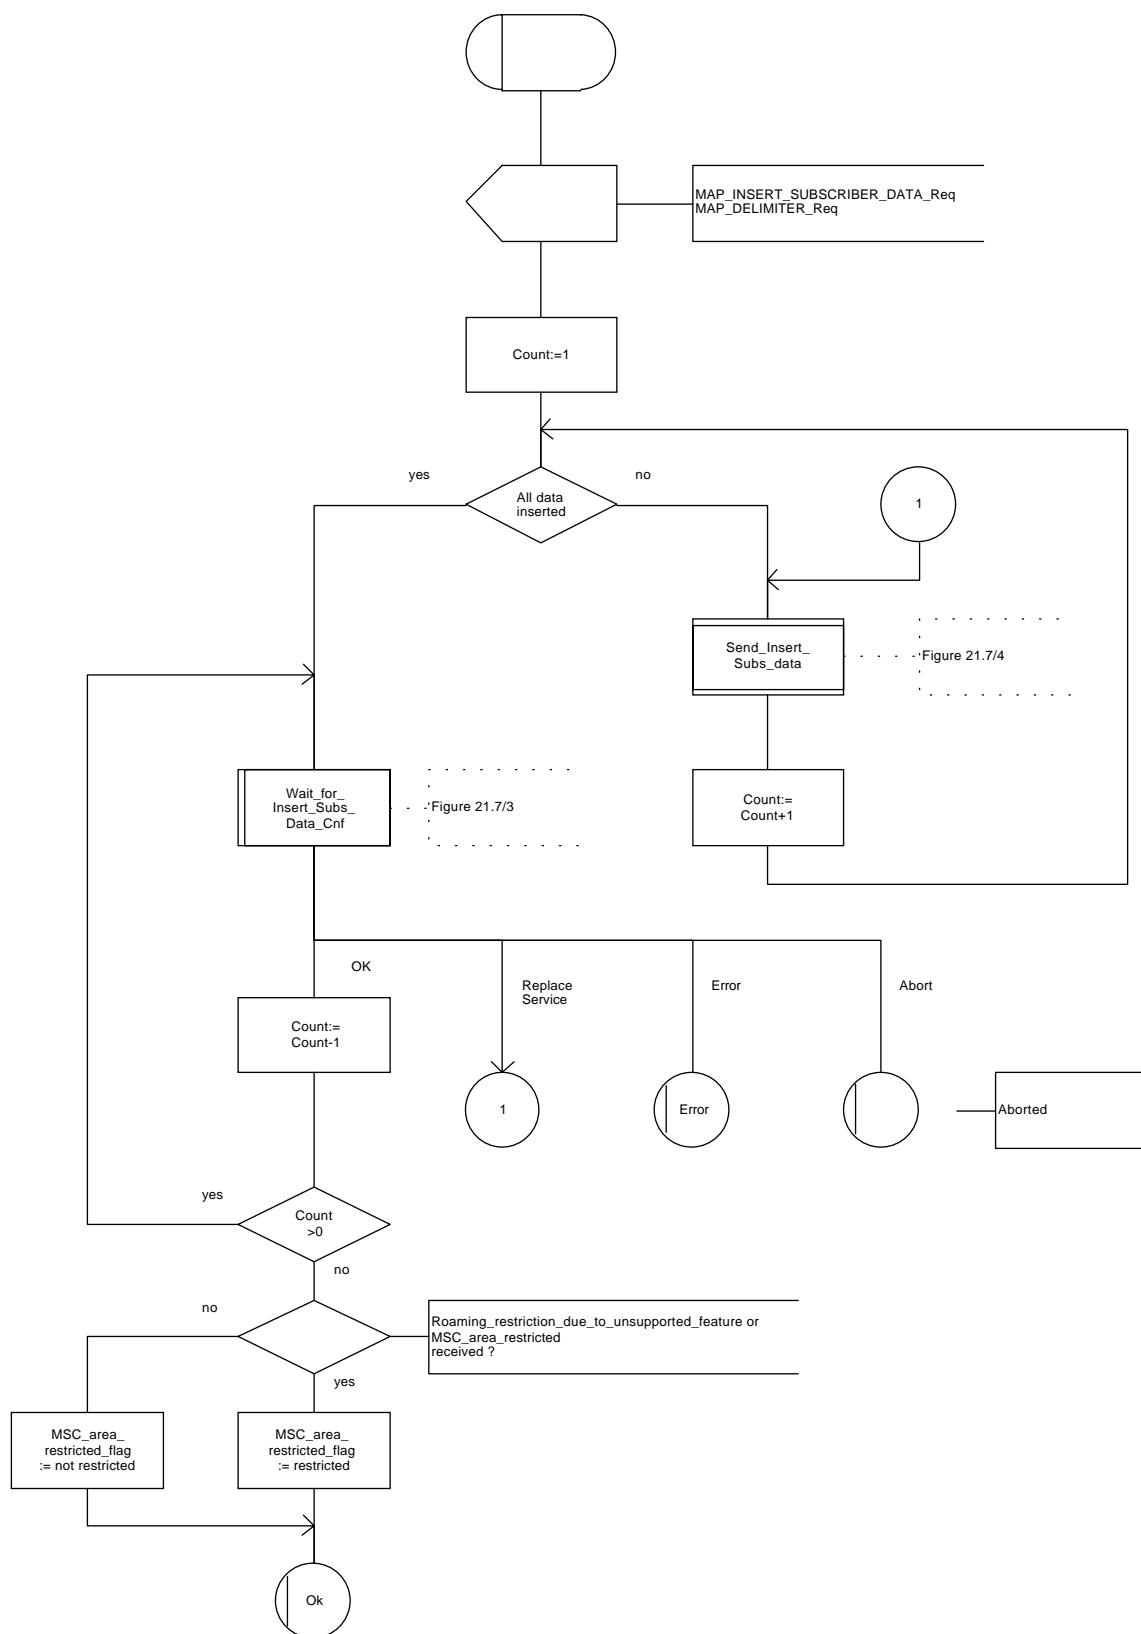 MAP_INSERT_SUBSCRIBER_DATA_Req
MAP_DELIMITER_Req
Count:=1
yes
no
All data
inserted
1
Send_Insert_
Subs_data
Figure 21.7/4
Wait_for_
Insert_Subs_
Data_Cnf
Figure 21.7/3
Count:=
Count+1
OK
Replace
Service
Error
Abort
Count:=
Count-1
1
Error
Aborted
yes
Count
>0
no
no
Roaming_restriction_due_to_unsupported_feature or
MSC_area_restricted
received ?
yes
MSC_area_
restricted_flag
:= not restricted
MSC_area_
restricted_flag
:= restricted
Ok